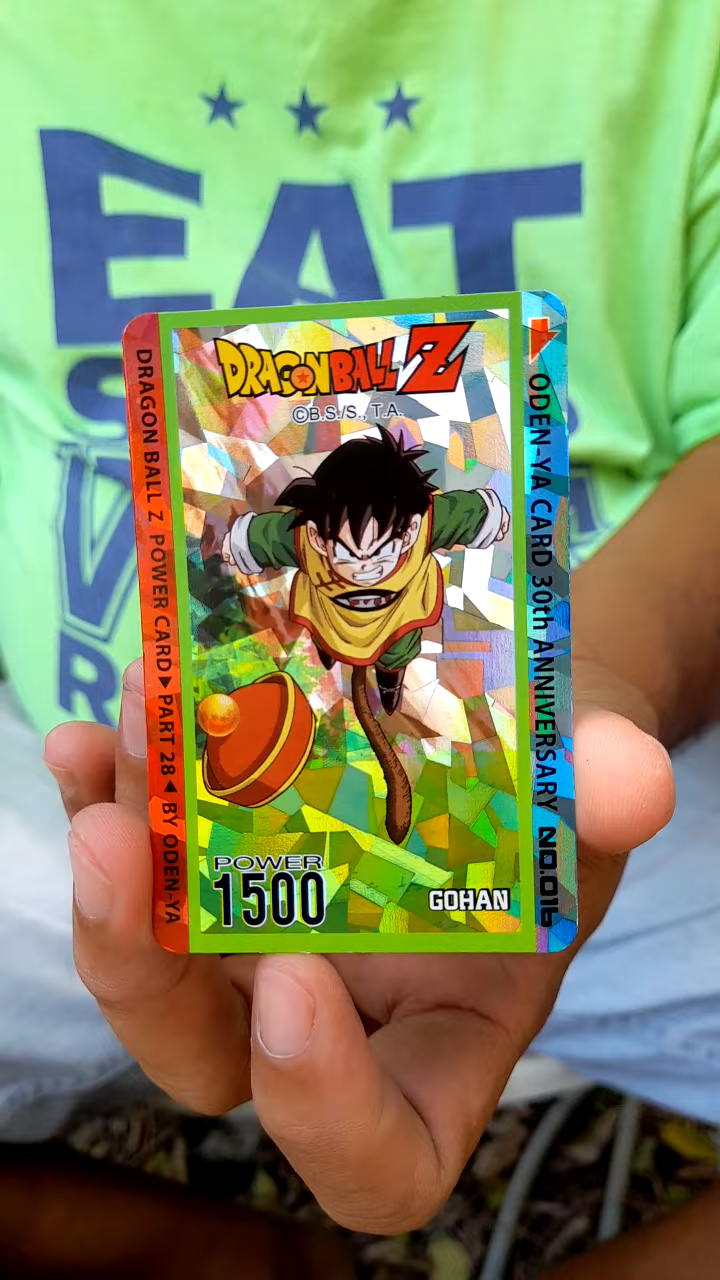 EAT
DRAGON BALL Z
©B.S./S., T.A.
DRAGON BALL Z POWER CARD▶PART 28◀BY ODEN-YA
ODEN-YA CARD 30th ANNIVERSARY NO.016
POWER
1500
GOHAN